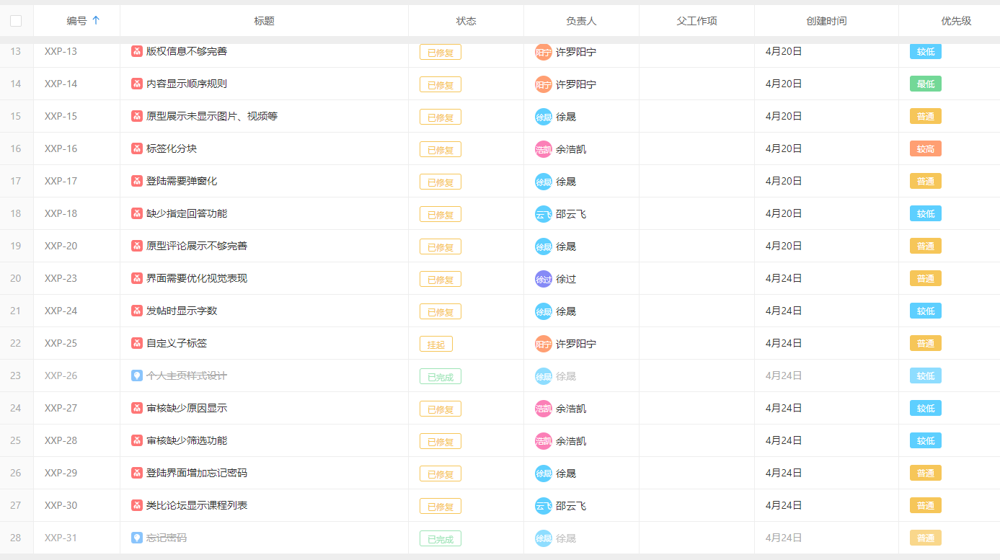 编号 标题 状态 负责人 父工作项 创建时间 优先级
13 XXP-13 版权信息不够完善 已修复 阳宁 许罗阳宁 4月20日 较低
14 XXP-14 内容显示顺序规则 已修复 阳宁 许罗阳宁 4月20日 最低
15 XXP-15 原型展示未显示图片、视频等 已修复 徐晟 徐晟 4月20日 普通
16 XXP-16 标签化分块 已修复 浩凯 余浩凯 4月20日 较高
17 XXP-17 登陆需要弹窗化 已修复 徐晟 徐晟 4月20日 普通
18 XXP-18 缺少指定回答功能 已修复 云飞 邵云飞 4月20日 较低
19 XXP-20 原型评论展示不够完善 已修复 徐晟 徐晟 4月20日 普通
20 XXP-23 界面需要优化视觉表现 已修复 徐过 徐过 4月24日 普通
21 XXP-24 发帖时显示字数 已修复 徐晟 徐晟 4月24日 较低
22 XXP-25 自定义子标签 挂起 阳宁 许罗阳宁 4月24日 普通
23 XXP-26 个人主页样式设计 已完成 徐晟 徐晟 4月24日 较低
24 XXP-27 审核缺少原因显示 已修复 浩凯 余浩凯 4月24日 较低
25 XXP-28 审核缺少筛选功能 已修复 浩凯 余浩凯 4月24日 较低
26 XXP-29 登陆界面增加忘记密码 已修复 徐晟 徐晟 4月24日 普通
27 XXP-30 类比论坛显示课程列表 已修复 云飞 邵云飞 4月24日 普通
28 XXP-31 忘记密码 已完成 徐晟 徐晟 4月24日 普通